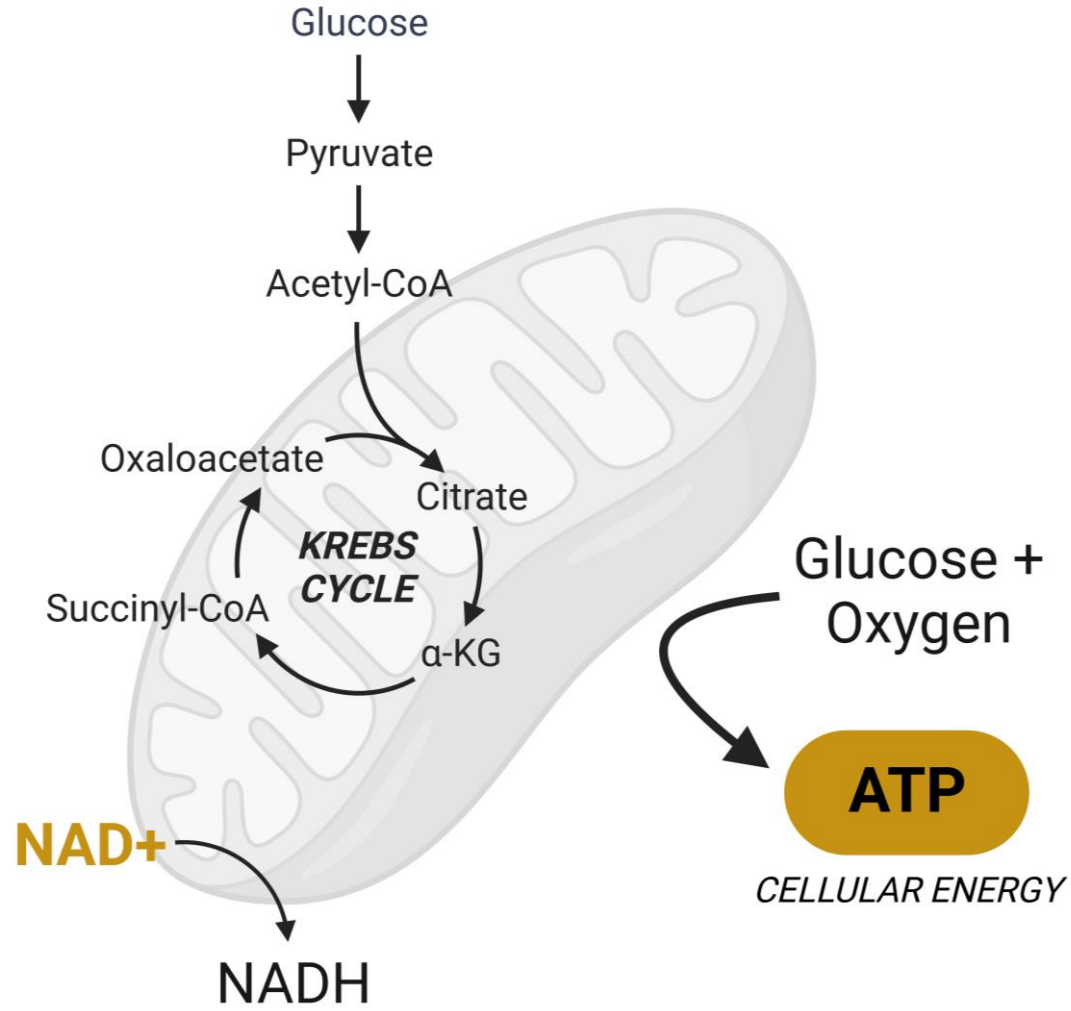 Glucose
Pyruvate
Acetyl-CoA
Oxaloacetate
Citrate
KREBS
CYCLE
Succinyl-CoA
α-KG
Glucose +
Oxygen
ATP
CELLULAR ENERGY
NAD+
NADH